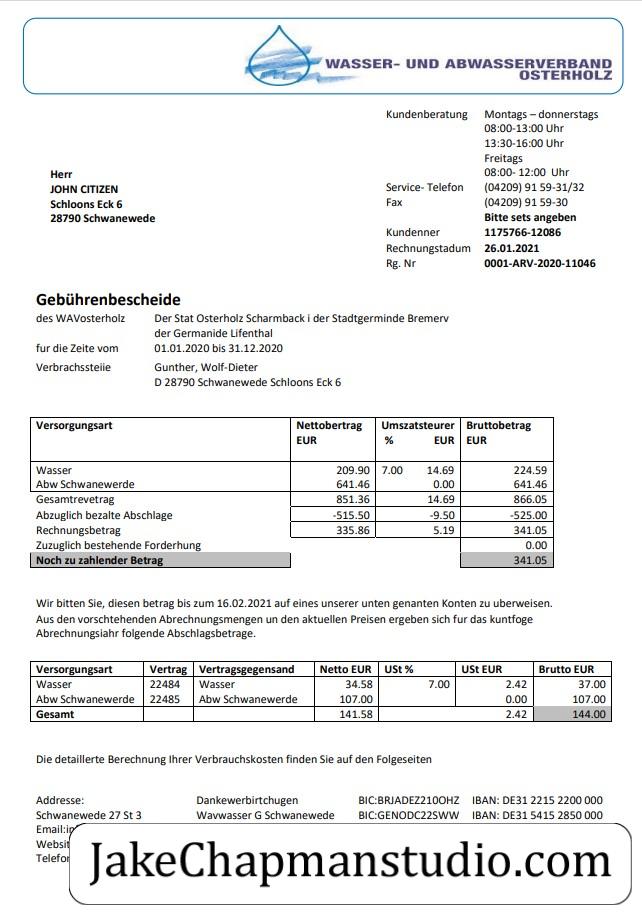 WASSER- UND ABWASSERVERBAND
OSTERHOLZ
Kundenberatung Montags – donnerstags
08:00-13:00 Uhr
13:30-16:00 Uhr
Freitags
08:00- 12:00 Uhr
Service- Telefon (04209) 91 59-31/32
Fax (04209) 91 59-30
Bitte sets angeben
Kundenner 1175766-12086
Rechnungstadum 26.01.2021
Rg. Nr 0001-ARV-2020-11046
Herr
JOHN CITIZEN
Schloons Eck 6
28790 Schwanewede
Gebührenbescheide
des WAVosterholz Der Stat Osterholz Scharmback i der Stadtgerminde Bremerv
der Germanide Lifenthal
fur die Zeite vom 01.01.2020 bis 31.12.2020
Verbrachssteiie Gunther, Wolf-Dieter
D 28790 Schwanewede Schloons Eck 6
Versorgungsart Nettobertrag Umszatsteurer Bruttobetrag
EUR % EUR EUR
Wasser 209.90 7.00 14.69 224.59
Abw Schwanewerde 641.46 0.00 641.46
Gesamtrevetrag 851.36 14.69 866.05
Abzuglich bezalte Abschlage -515.50 -9.50 -525.00
Rechnungsbetrag 335.86 5.19 341.05
Zuzuglich bestehende Forderhung 0.00
Noch zu zahlender Betrag 341.05
Wir bitten Sie, diesen betrag bis zum 16.02.2021 auf eines unserer unten genanten Konten zu uberweisen.
Aus den vorschtehenden Abrechnungsmengen un den aktuellen Preisen ergeben sich fur das kuntfoge
Abrechnungsiahr folgende Abschlagsbetrage.
Versorgungsart Vertrag Vertragsgegensand Netto EUR USt % USt EUR Brutto EUR
Wasser 22484 Wasser 34.58 7.00 2.42 37.00
Abw Schwanewerde 22485 Abw Schwanewerde 107.00 0.00 107.00
Gesamt 141.58 2.42 144.00
Die detaillerte Berechnung Ihrer Verbrauchskosten finden Sie auf den Folgeseiten
Addresse: Dankewerbirtchugen BIC:BRJADEZ210OHZ IBAN: DE31 2215 2200 000
Schwanewede 27 St 3 Wavwasser G Schwanewede BIC:GENODC22SWW IBAN: DE31 5415 2850 000
JakeChapmanstudio.com